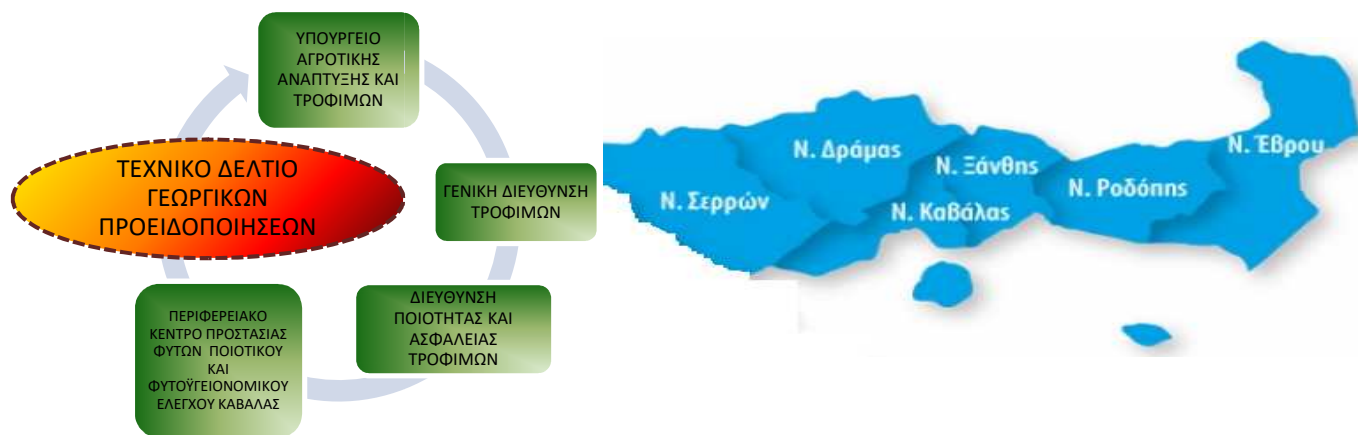 ΥΠΟΥΡΓΕΙΟ
ΑΓΡΟΤΙΚΗΣ
ΑΝΑΠΤΥΞΗΣ ΚΑΙ
ΤΡΟΦΙΜΩΝ
ΓΕΝΙΚΗ ΔΙΕΥΘΥΝΣΗ
ΤΡΟΦΙΜΩΝ
ΔΙΕΥΘΥΝΣΗ
ΠΟΙΟΤΗΤΑΣ ΚΑΙ
ΑΣΦΑΛΕΙΑΣ
ΤΡΟΦΙΜΩΝ
ΠΕΡΙΦΕΡΕΙΑΚΟ
ΚΕΝΤΡΟ ΠΡΟΣΤΑΣΙΑΣ
ΦΥΤΩΝ ΠΟΙΟΤΙΚΟΥ
ΚΑΙ
ΦΥΤΟΫΓΕΙΟΝΟΜΙΚΟΥ
ΕΛΕΓΧΟΥ ΚΑΒΑΛΑΣ
ΤΕΧΝΙΚΟ ΔΕΛΤΙΟ
ΓΕΩΡΓΙΚΩΝ
ΠΡΟΕΙΔΟΠΟΙΗΣΕΩΝ
Ν. Σερρών
Ν. Δράμας
Ν. Καβάλας
Ν. Ξάνθης
Ν. Ροδόπης
Ν. Έβρου